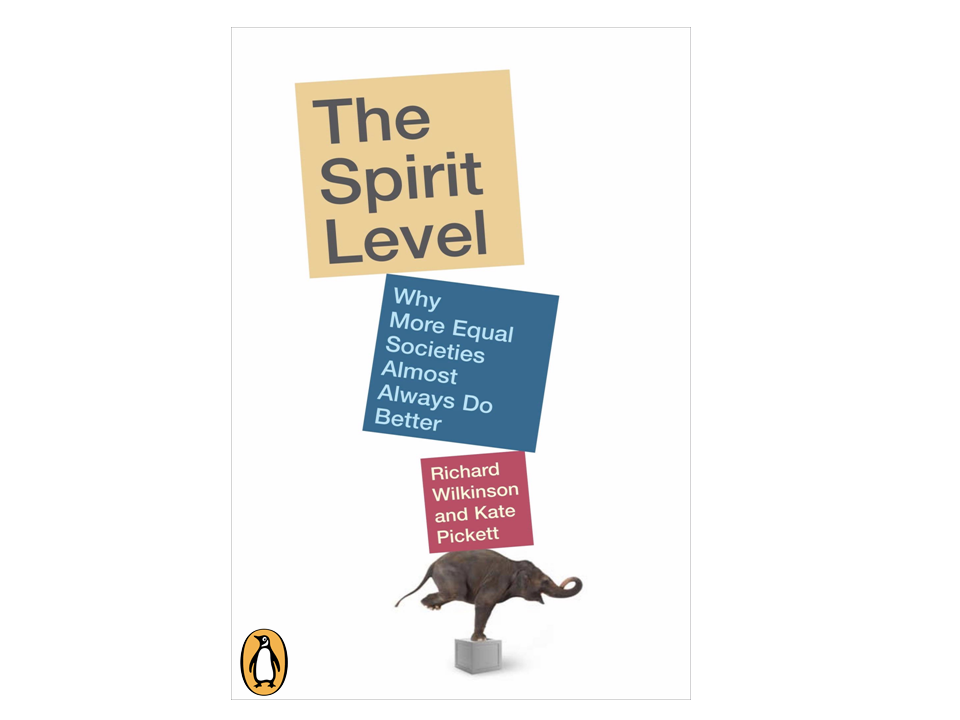 The
Spirit
Level
Why
More Equal
Societies
Almost
Always Do
Better
Richard
Wilkinson
and Kate
Pickett